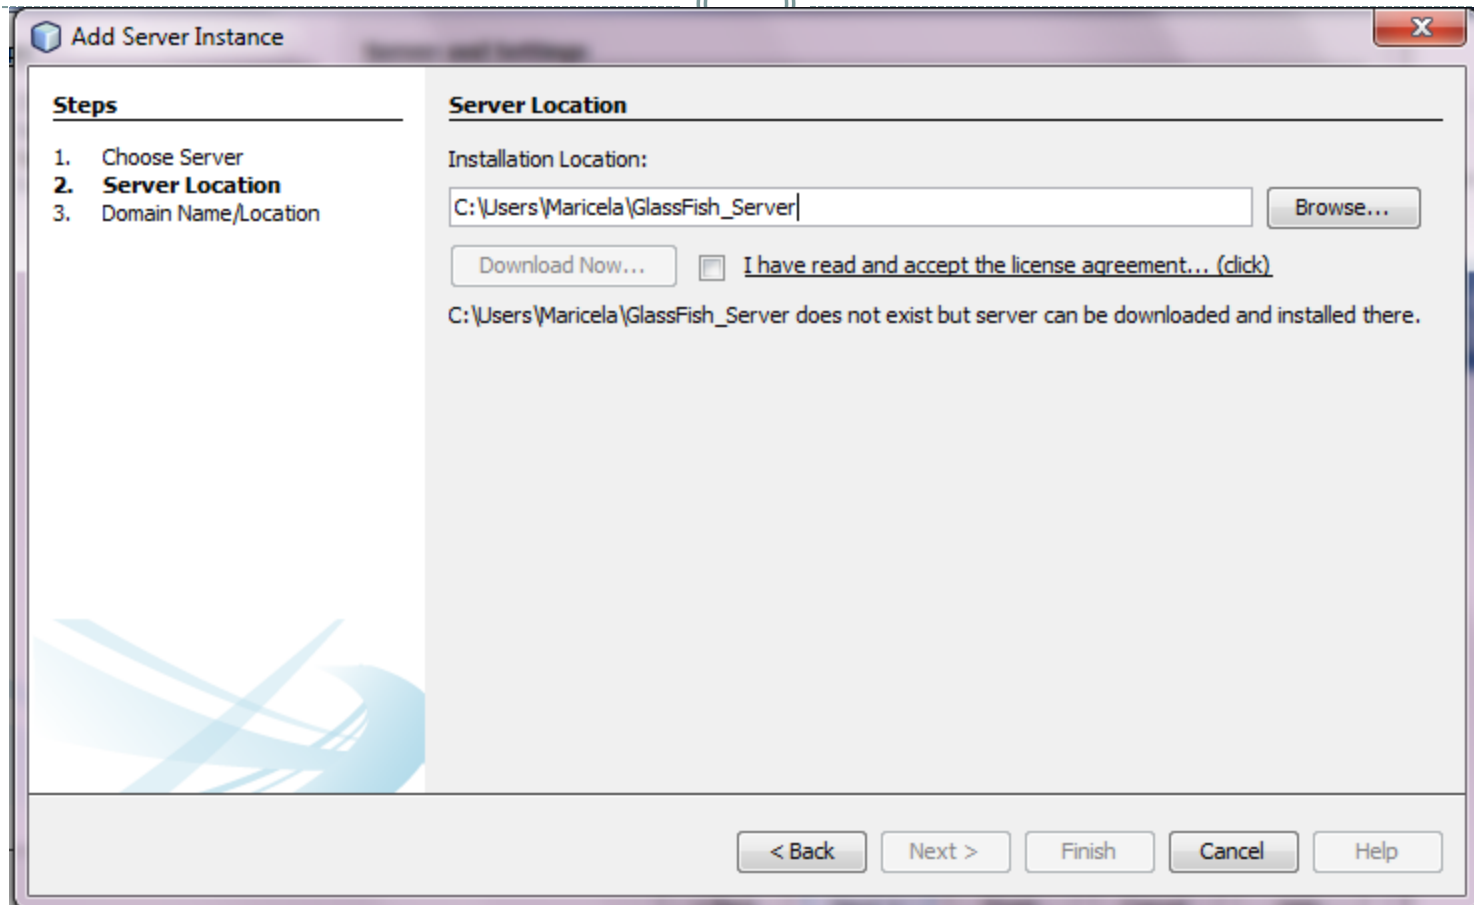 Add Server Instance
Steps
1. Choose Server
2. Server Location
3. Domain Name/Location
Server Location
Installation Location:
C:\Users\Maricela\GlassFish_Server
Browse...
Download Now...
I have read and accept the license agreement... (click)
C:\Users\Maricela\GlassFish_Server does not exist but server can be downloaded and installed there.
< Back
Next >
Finish
Cancel
Help